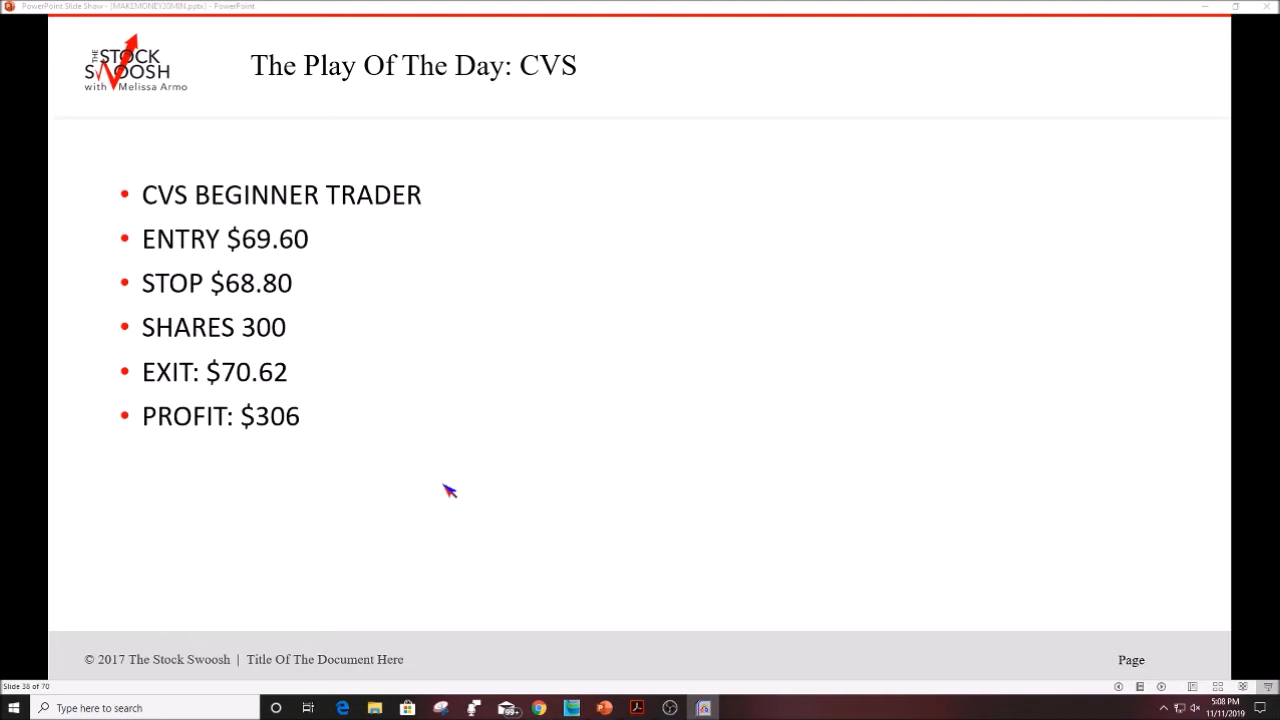 PowerPoint Slide Show - [MAKEMONEY30MIN.pptx] - PowerPoint
THE STOCK
SWOOSH
with Melissa Armo
The Play Of The Day: CVS
• CVS BEGINNER TRADER
• ENTRY $69.60
• STOP $68.80
• SHARES 300
• EXIT: $70.62
• PROFIT: $306
© 2017 The Stock Swoosh | Title Of The Document Here
Page
Slide 38 of 70
Type here to search
99+
5:08 PM
11/11/2019